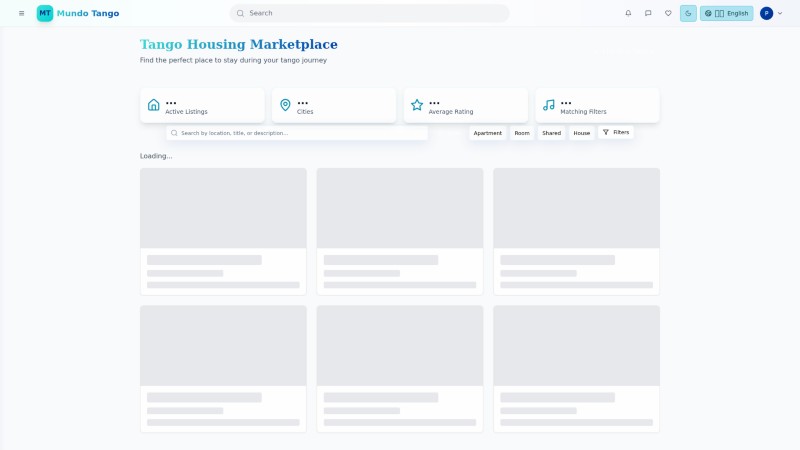 MT Mundo Tango
Search
English
P
Tango Housing Marketplace
Find the perfect place to stay during your tango journey
...
Active Listings
...
Cities
...
Average Rating
...
Matching Filters
Search by location, title, or description...
Apartment
Room
Shared
House
Filters
Loading...